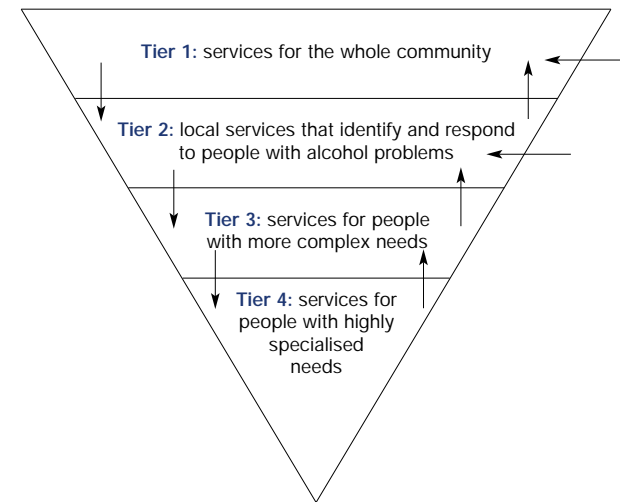 Tier 1: services for the whole community
Tier 2: local services that identify and respond
to people with alcohol problems
Tier 3: services for people
with more complex needs
Tier 4: services for
people with highly
specialised
needs